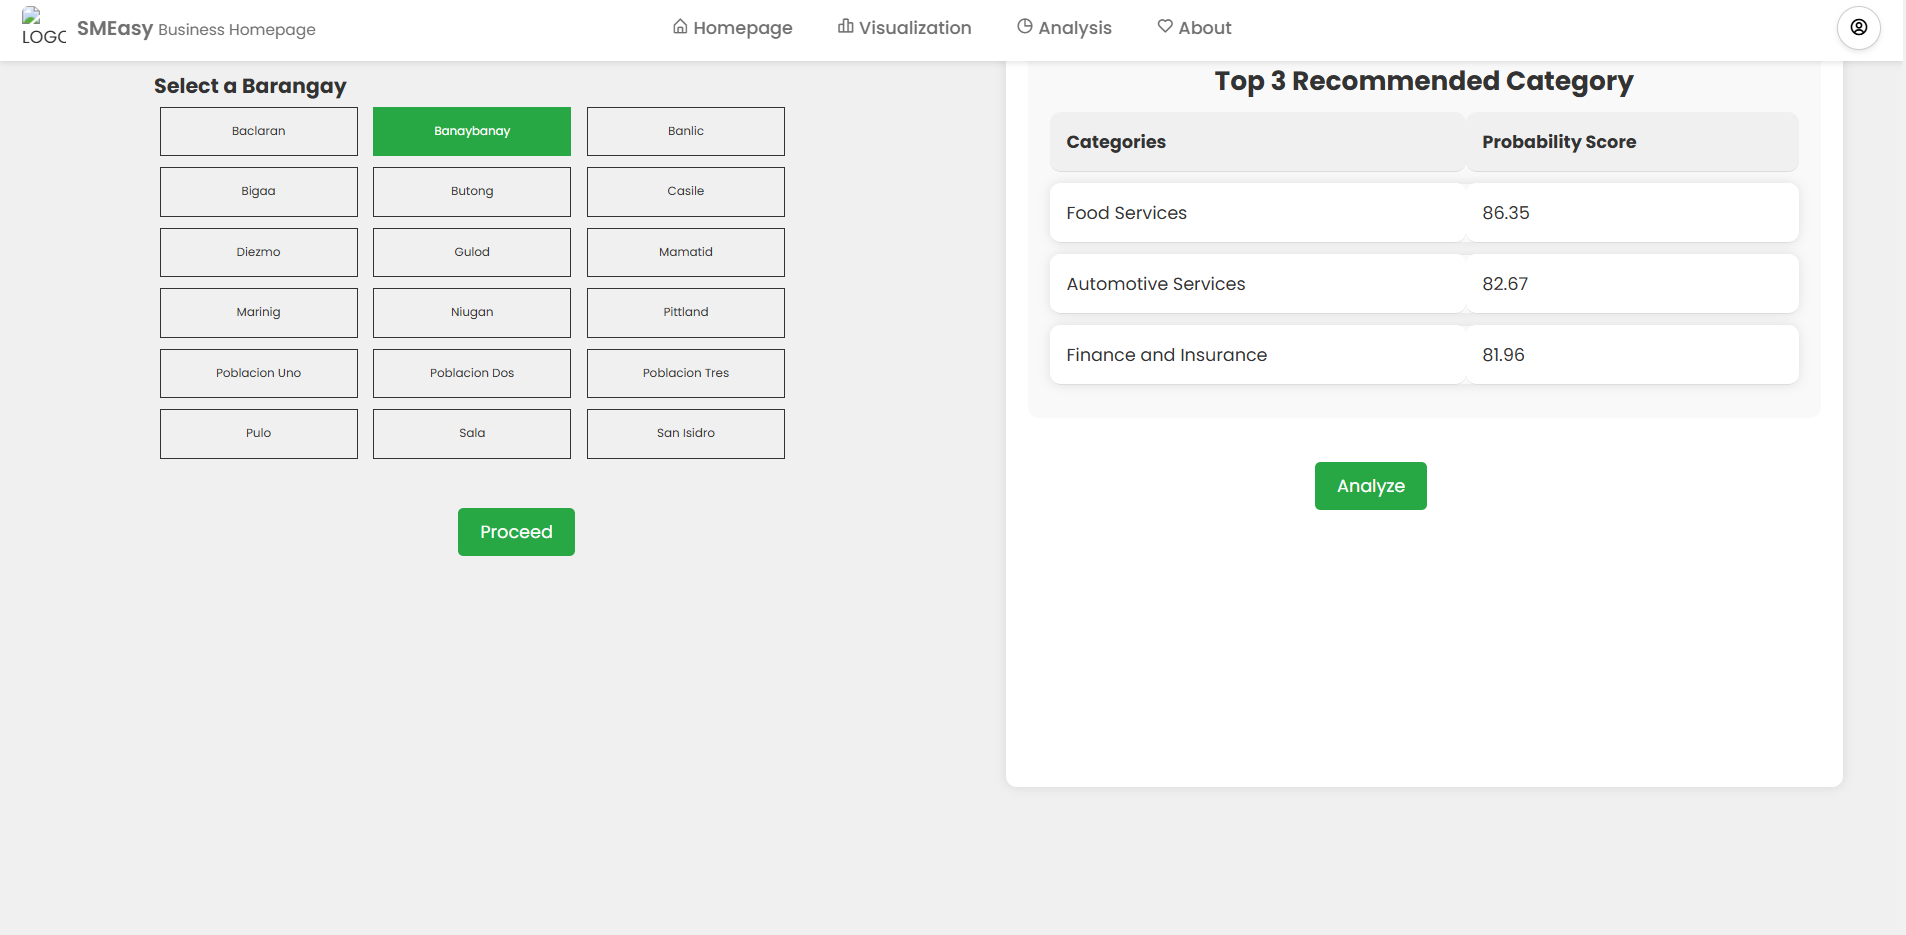 LOGO SMEasy Business Homepage Homepage Visualization Analysis About
Select a Barangay
Baclaran Banaybanay Banlic
Bigaa Butong Casile
Diezmo Gulod Mamatid
Marinig Niugan Pittland
Poblacion Uno Poblacion Dos Poblacion Tres
Pulo Sala San Isidro
Proceed
Top 3 Recommended Category
Categories Probability Score
Food Services 86.35
Automotive Services 82.67
Finance and Insurance 81.96
Analyze